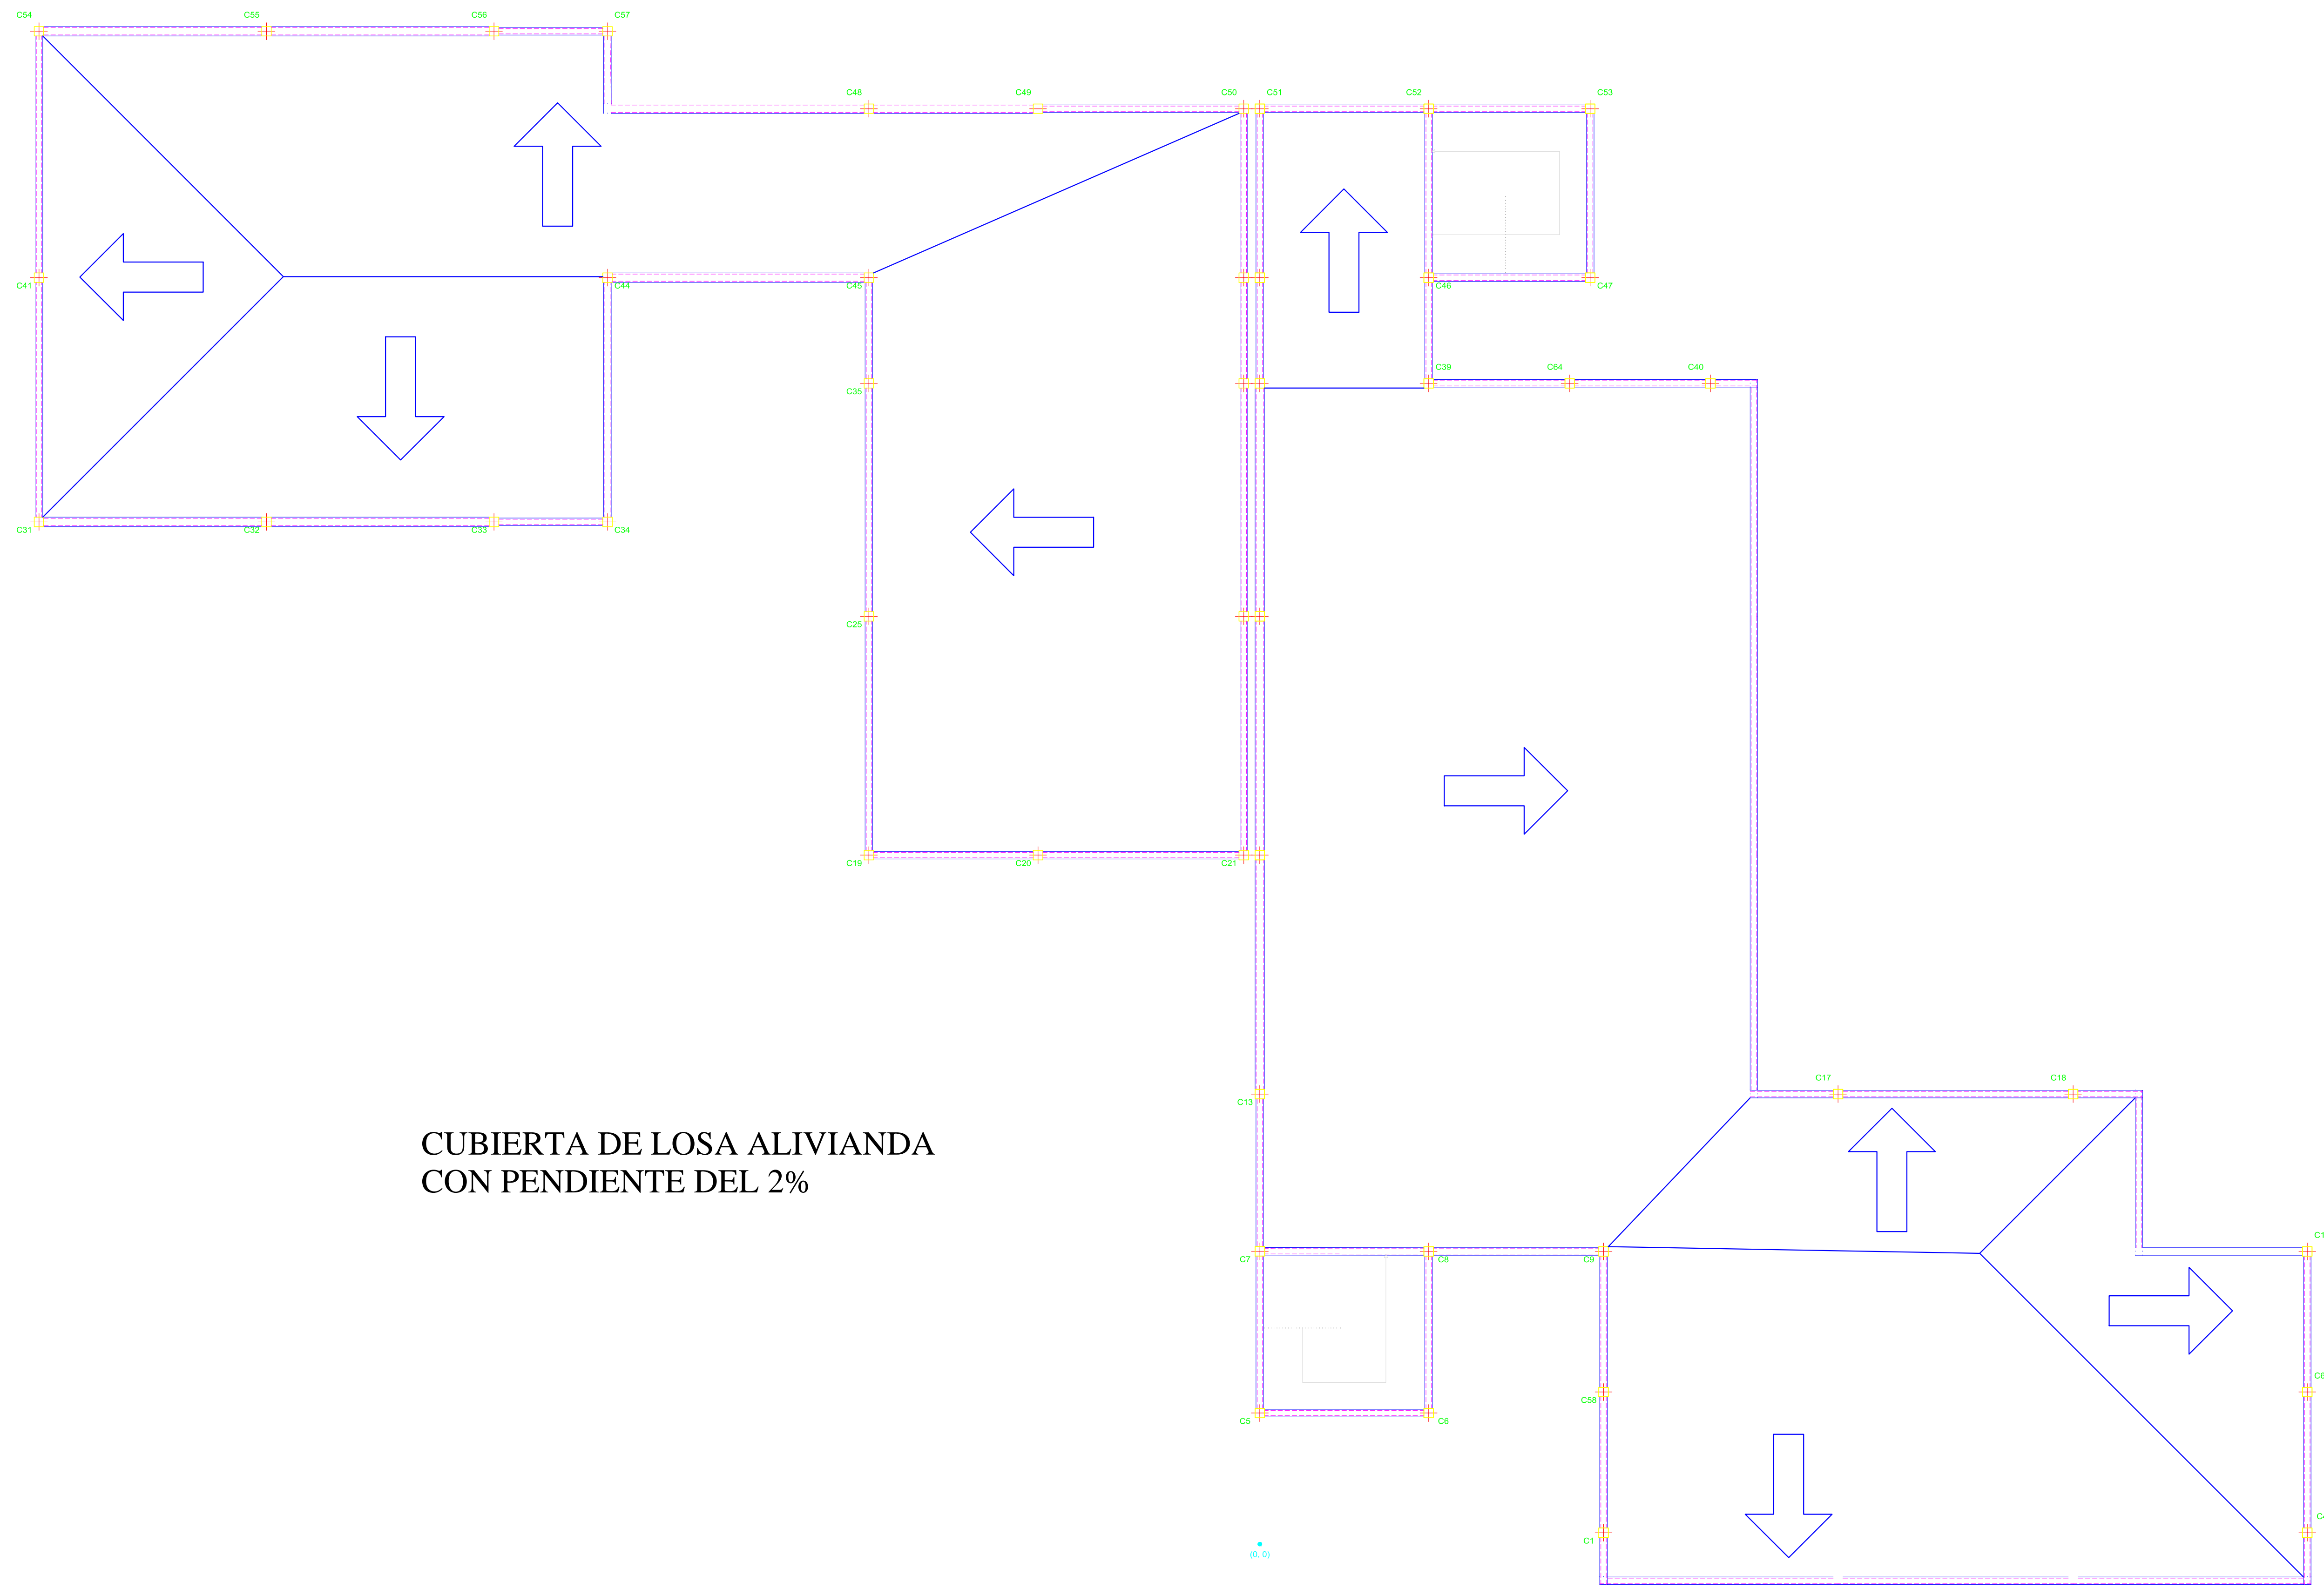 C54 C55 C56 C57
C48 C49 C50 C51 C52 C53
C41 C44 C45 C46 C47
C35 C39 C64 C40
C31 C32 C33 C34
C25
C19 C20 C21
C13 C17 C18
CUBIERTA DE LOSA ALIVIANDA
CON PENDIENTE DEL 2%
C7 C8 C9
C5 C6 C58
C1
(0, 0)